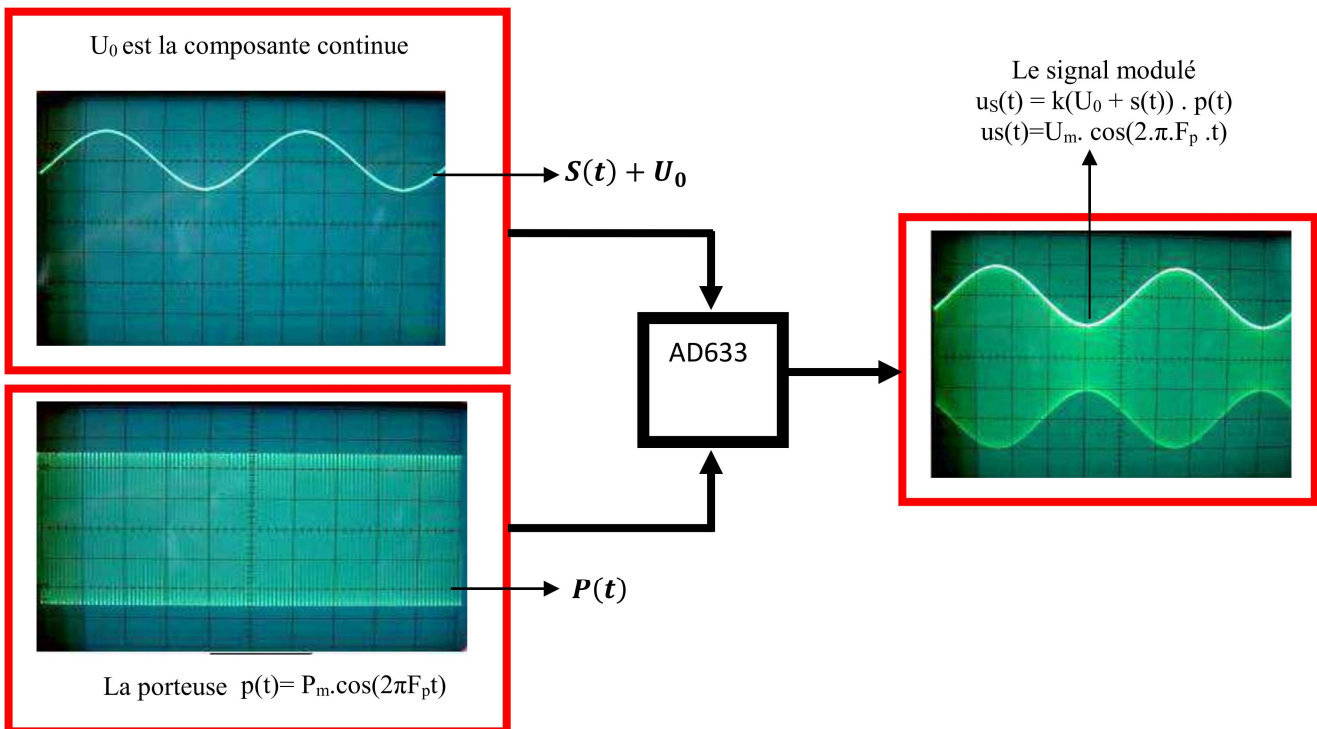 U₀ est la composante continue
S(t) + U₀
Le signal modulé
uₛ(t) = k(U₀ + s(t)) . p(t)
us(t)=Uₘ. cos(2.π.Fₚ .t)
AD633
P(t)
La porteuse p(t)= Pₘ.cos(2πFₚt)